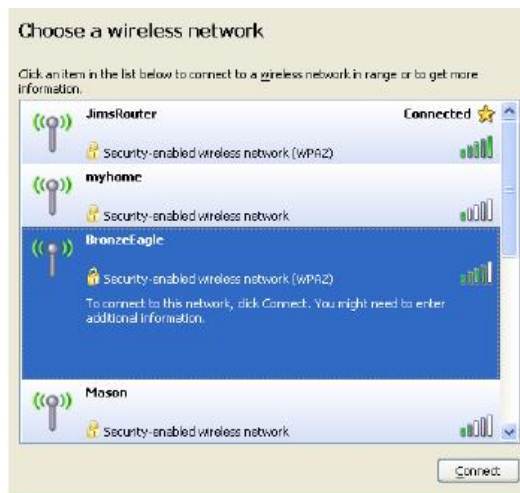 Choose a wireless network
Click an item in the list below to connect to a wireless network in range or to get more
information.
JimsRouter Connected
Security-enabled wireless network (WPA2)
myhome
Security-enabled wireless network
BronzeEagle
Security-enabled wireless network (WPA2)
To connect to this network, click Connect. You might need to enter
additional information.
Mason
Security-enabled wireless network
Connect